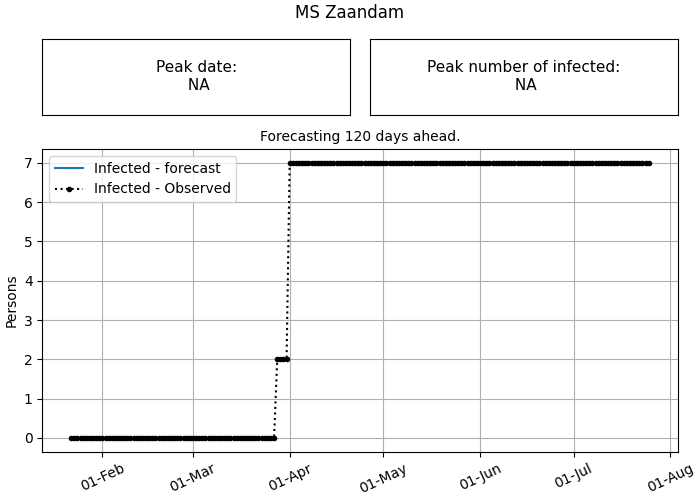 MS Zaandam
Peak date:
NA
Peak number of infected:
NA
Forecasting 120 days ahead.
Infected - forecast
Infected - Observed
Persons
7
6
5
4
3
2
1
0
01-Feb
01-Mar
01-Apr
01-May
01-Jun
01-Jul
01-Aug